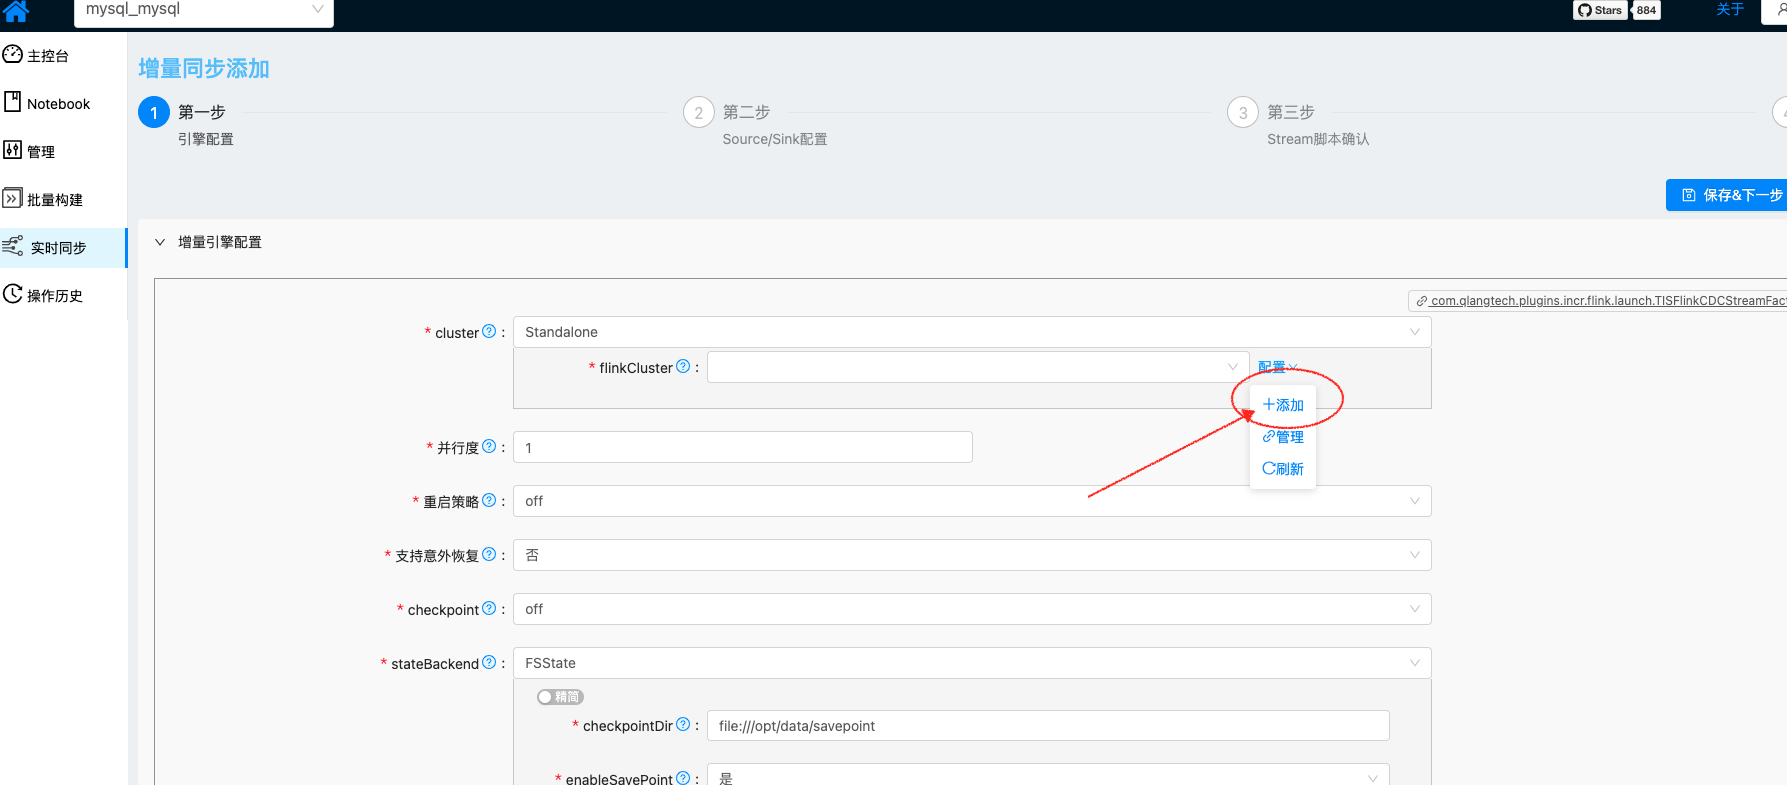 mysql_mysql
Stars 884 关于
主控台
Notebook
管理
批量构建
实时同步
操作历史
增量同步添加
1 第一步
引擎配置
2 第二步
Source/Sink配置
3 第三步
Stream脚本确认
4
保存&下一步
增量引擎配置
com.qlangtech.plugins.incr.flink.launch.TISFlinkCDCStreamFact
* cluster ? : Standalone
* flinkCluster ? : 配置
添加
管理
刷新
* 并行度 ? : 1
* 重启策略 ? : off
* 支持意外恢复 ? : 否
* checkpoint ? : off
* stateBackend ? : FSState
精简
* checkpointDir ? : file:///opt/data/savepoint
* enableSavePoint ? : 是